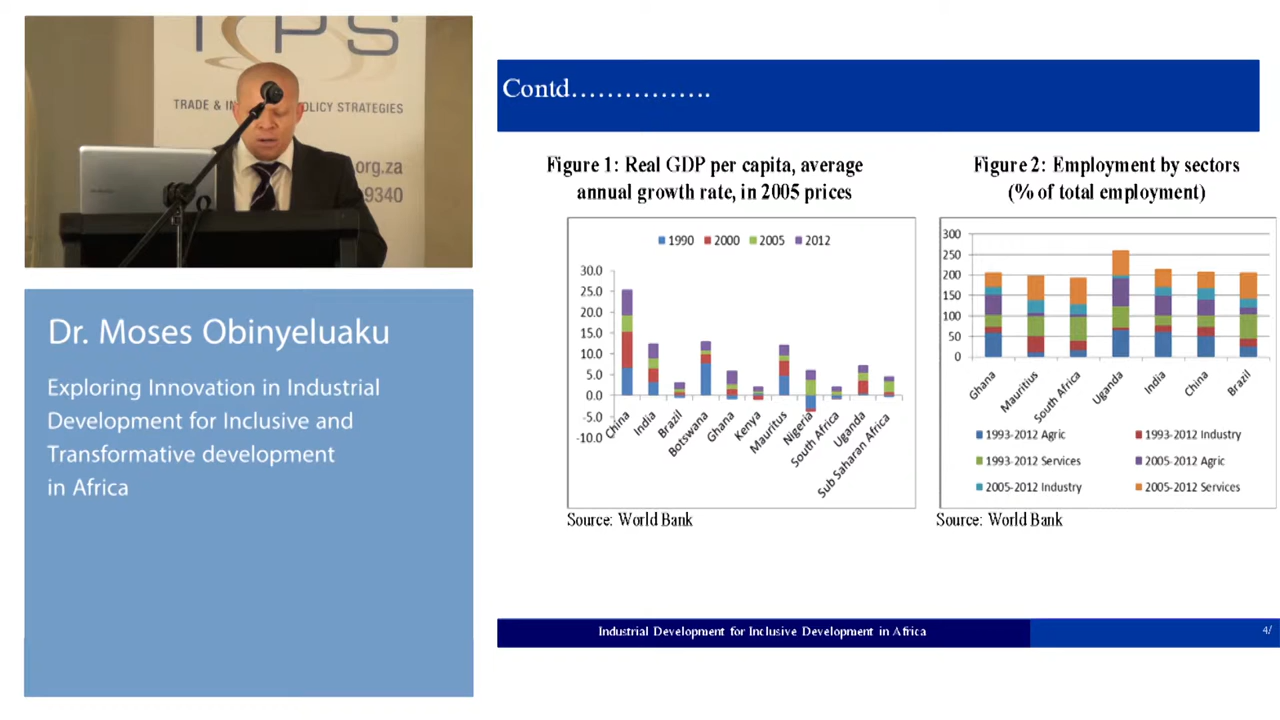 TRADE & IN OLICY STRATEGIES
.org.za
9340
Dr. Moses Obinyeluaku
Exploring Innovation in Industrial
Development for Inclusive and
Transformative development
in Africa
Contd................
Figure 1: Real GDP per capita, average
annual growth rate, in 2005 prices
1990 2000 2005 2012
30.0
25.0
20.0
15.0
10.0
5.0
0.0
-5.0
-10.0
China
India
Brazil
Botswana
Ghana
Kenya
Mauritus
Nigeria
South Africa
Uganda
Sub Saharan Africa
Source: World Bank
Figure 2: Employment by sectors
(% of total employment)
300
250
200
150
100
50
0
Ghana
Mauritus
South Africa
Uganda
India
China
Brazil
1993-2012 Agric 1993-2012 Industry
1993-2012 Services 2005-2012 Agric
2005-2012 Industry 2005-2012 Services
Source: World Bank
Industrial Development for Inclusive Development in Africa
4/